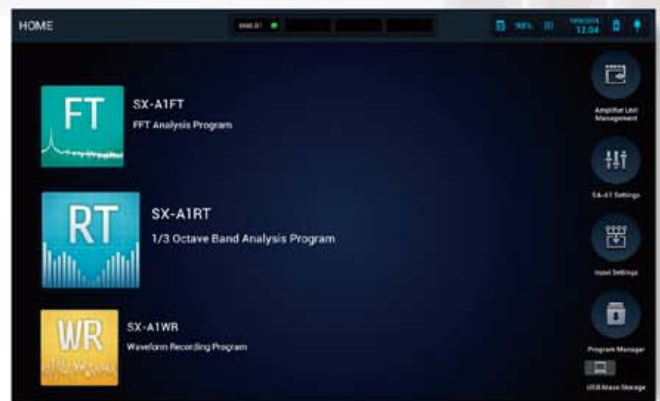 HOME
98%
12:04
FT
SX-A1FT
FFT Analysis Program
RT
SX-A1RT
1/3 Octave Band Analysis Program
WR
SX-A1WR
Waveform Recording Program
Amplifier Unit
Management
SA-A1 Settings
Input Settings
Program Manager
USB Mass Storage